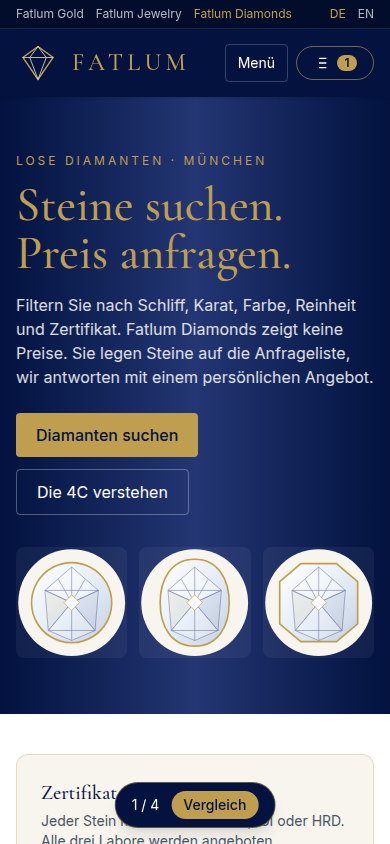 Fatlum Gold Fatlum Jewelry Fatlum Diamonds DE EN
FATLUM Menü 1
LOSE DIAMANTEN · MÜNCHEN
Steine suchen.
Preis anfragen.
Filtern Sie nach Schliff, Karat, Farbe, Reinheit
und Zertifikat. Fatlum Diamonds zeigt keine
Preise. Sie legen Steine auf die Anfrageliste,
wir antworten mit einem persönlichen Angebot.
Diamanten suchen
Die 4C verstehen
Zertifikat
1 / 4 Vergleich
Jeder Stein oder HRD.
Alle drei Labore werden angeboten